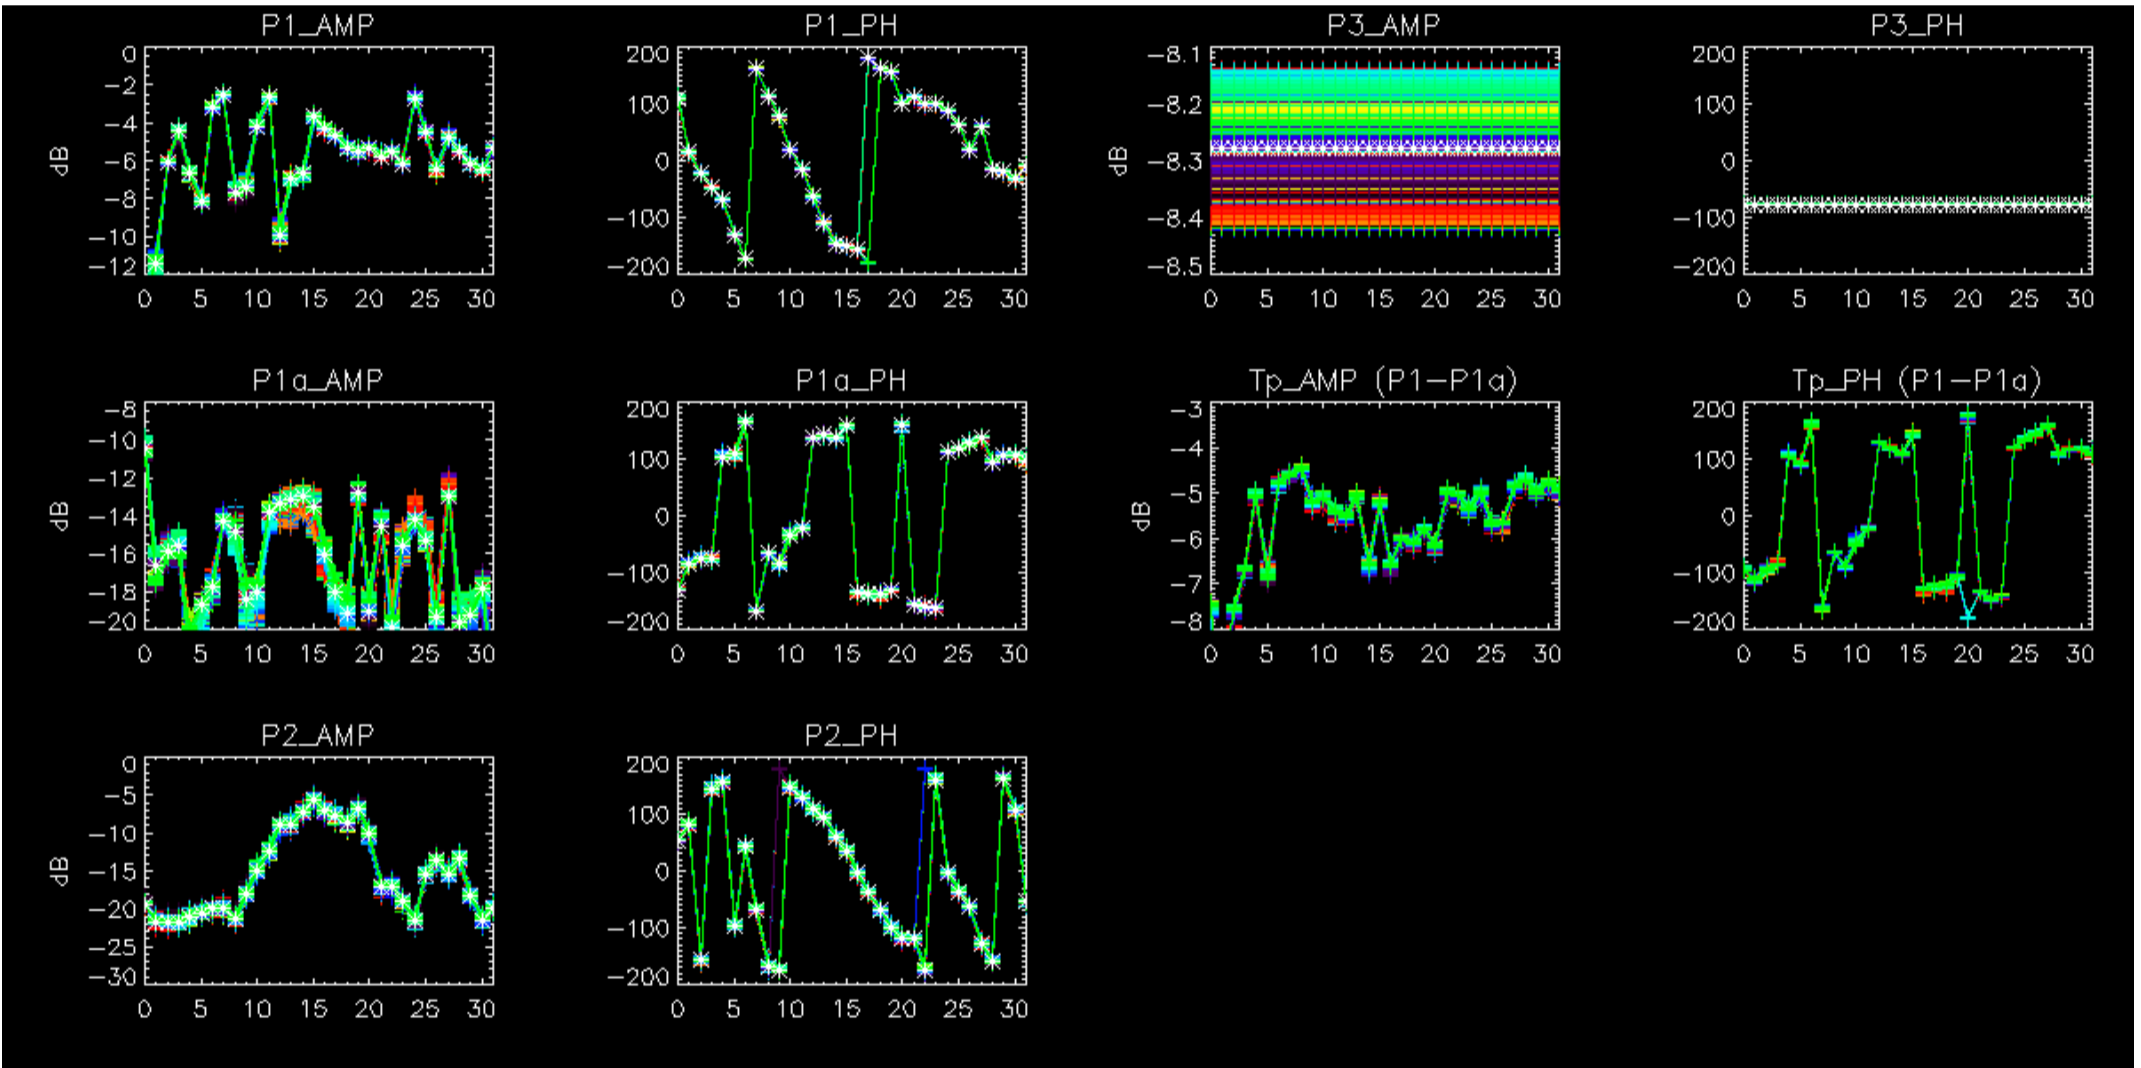 P1_AMP
0
−2
−4
−6
−8
−10
−12
dB
0 5 10 15 20 25 30
P1_PH
200
100
0
−100
−200
0 5 10 15 20 25 30
P3_AMP
−8.1
−8.2
−8.3
−8.4
−8.5
dB
0 5 10 15 20 25 30
P3_PH
200
100
0
−100
−200
0 5 10 15 20 25 30
P1a_AMP
−8
−10
−12
−14
−16
−18
−20
dB
0 5 10 15 20 25 30
P1a_PH
200
100
0
−100
−200
0 5 10 15 20 25 30
Tp_AMP (P1−P1a)
−3
−4
−5
−6
−7
−8
dB
0 5 10 15 20 25 30
Tp_PH (P1−P1a)
200
100
0
−100
−200
0 5 10 15 20 25 30
P2_AMP
0
−5
−10
−15
−20
−25
−30
dB
0 5 10 15 20 25 30
P2_PH
200
100
0
−100
−200
0 5 10 15 20 25 30